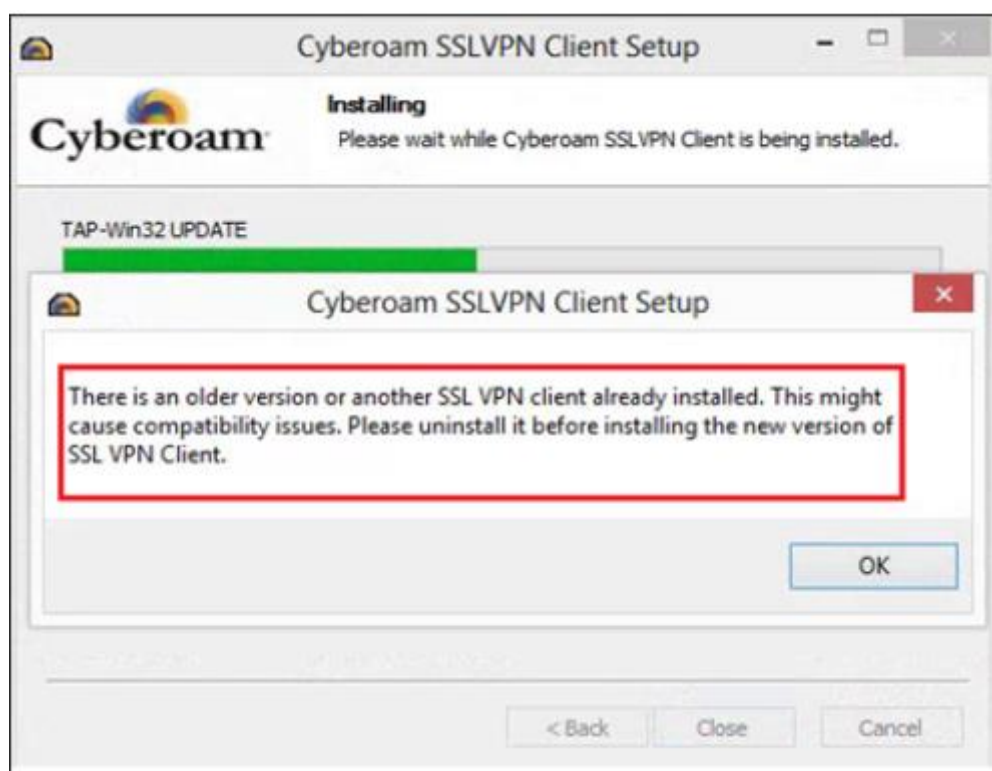 Cyberoam SSLVPN Client Setup
Cyberoam
Installing
Please wait while Cyberoam SSLVPN Client is being installed.
TAP-Win32 UPDATE
Cyberoam SSLVPN Client Setup
There is an older version or another SSL VPN client already installed. This might
cause compatibility issues. Please uninstall it before installing the new version of
SSL VPN Client.
OK
< Back
Close
Cancel